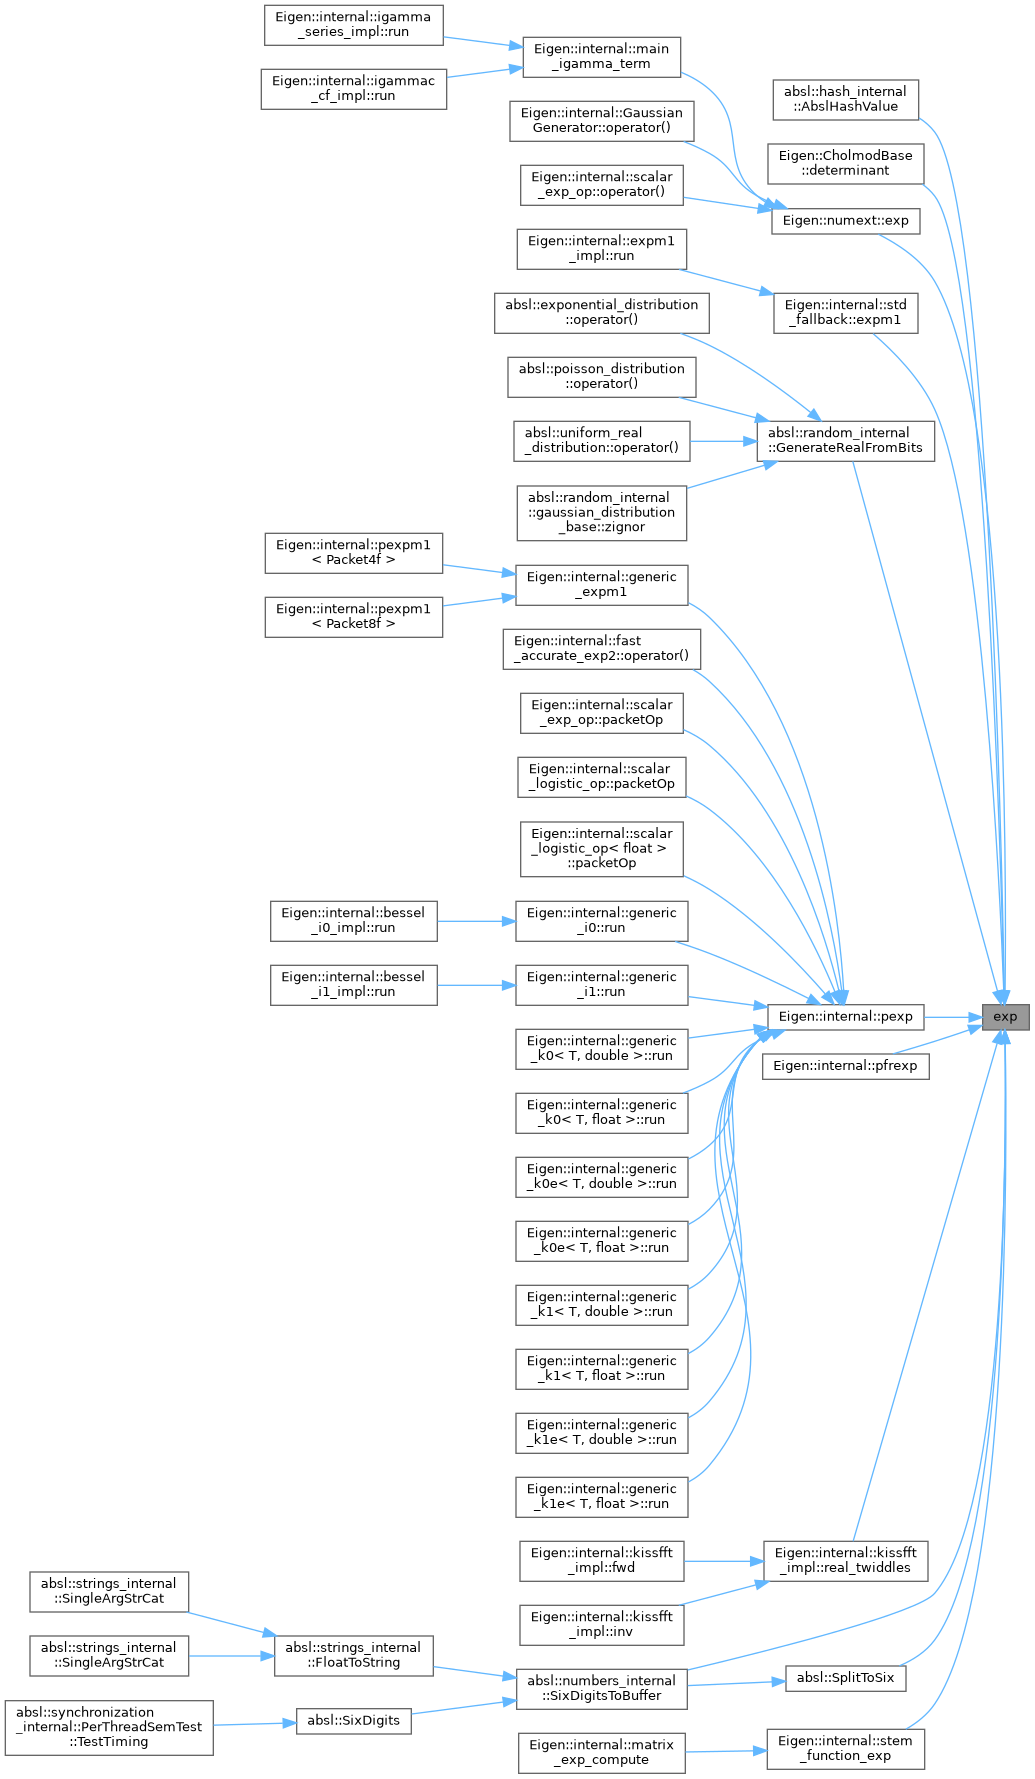 Eigen::internal::igamma
_series_impl::run
Eigen::internal::igammac
_cf_impl::run
Eigen::internal::main
_igamma_term
Eigen::internal::Gaussian
Generator::operator()
Eigen::internal::scalar
_exp_op::operator()
Eigen::internal::expm1
_impl::run
absl::exponential_distribution
::operator()
absl::poisson_distribution
::operator()
absl::uniform_real
_distribution::operator()
absl::random_internal
::gaussian_distribution
_base::zignor
absl::hash_internal
::AbslHashValue
Eigen::CholmodBase
::determinant
Eigen::numext::exp
Eigen::internal::std
_fallback::expm1
absl::random_internal
::GenerateRealFromBits
Eigen::internal::pexpm1
< Packet4f >
Eigen::internal::pexpm1
< Packet8f >
Eigen::internal::generic
_expm1
Eigen::internal::fast
_accurate_exp2::operator()
Eigen::internal::scalar
_exp_op::packetOp
Eigen::internal::scalar
_logistic_op::packetOp
Eigen::internal::scalar
_logistic_op< float >
::packetOp
Eigen::internal::bessel
_i0_impl::run
Eigen::internal::generic
_i0::run
Eigen::internal::bessel
_i1_impl::run
Eigen::internal::generic
_i1::run
Eigen::internal::pexp
exp
Eigen::internal::pfrexp
Eigen::internal::generic
_k0< T, double >::run
Eigen::internal::generic
_k0< T, float >::run
Eigen::internal::generic
_k0e< T, double >::run
Eigen::internal::generic
_k0e< T, float >::run
Eigen::internal::generic
_k1< T, double >::run
Eigen::internal::generic
_k1< T, float >::run
Eigen::internal::generic
_k1e< T, double >::run
Eigen::internal::generic
_k1e< T, float >::run
Eigen::internal::kissfft
_impl::fwd
Eigen::internal::kissfft
_impl::real_twiddles
Eigen::internal::kissfft
_impl::inv
absl::strings_internal
::SingleArgStrCat
absl::strings_internal
::SingleArgStrCat
absl::strings_internal
::FloatToString
absl::numbers_internal
::SixDigitsToBuffer
absl::SplitToSix
absl::synchronization
_internal::PerThreadSemTest
::TestTiming
absl::SixDigits
Eigen::internal::matrix
_exp_compute
Eigen::internal::stem
_function_exp